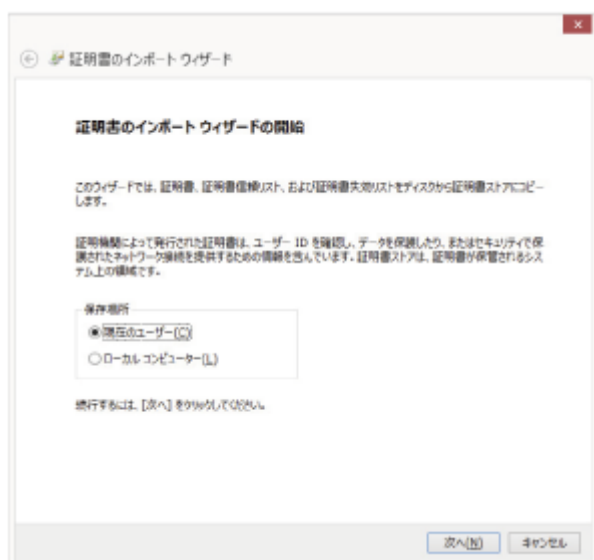 証明書のインポート ウィザード
証明書のインポート ウィザードの開始
このウィザードでは、証明書、証明書信頼リスト、および証明書失効リストをディスクから証明書ストアにコピー
します。
証明機関によって発行された証明書は、ユーザー ID を確認し、データを保護したり、またはセキュリティで保
護されたネットワーク接続を提供するための情報を含んでいます。証明書ストアは、証明書が保管されるシス
テム上の領域です。
保存場所
現在のユーザー(C)
ローカル コンピューター(L)
続行するには、[次へ] をクリックしてください。
次へ(N) キャンセル